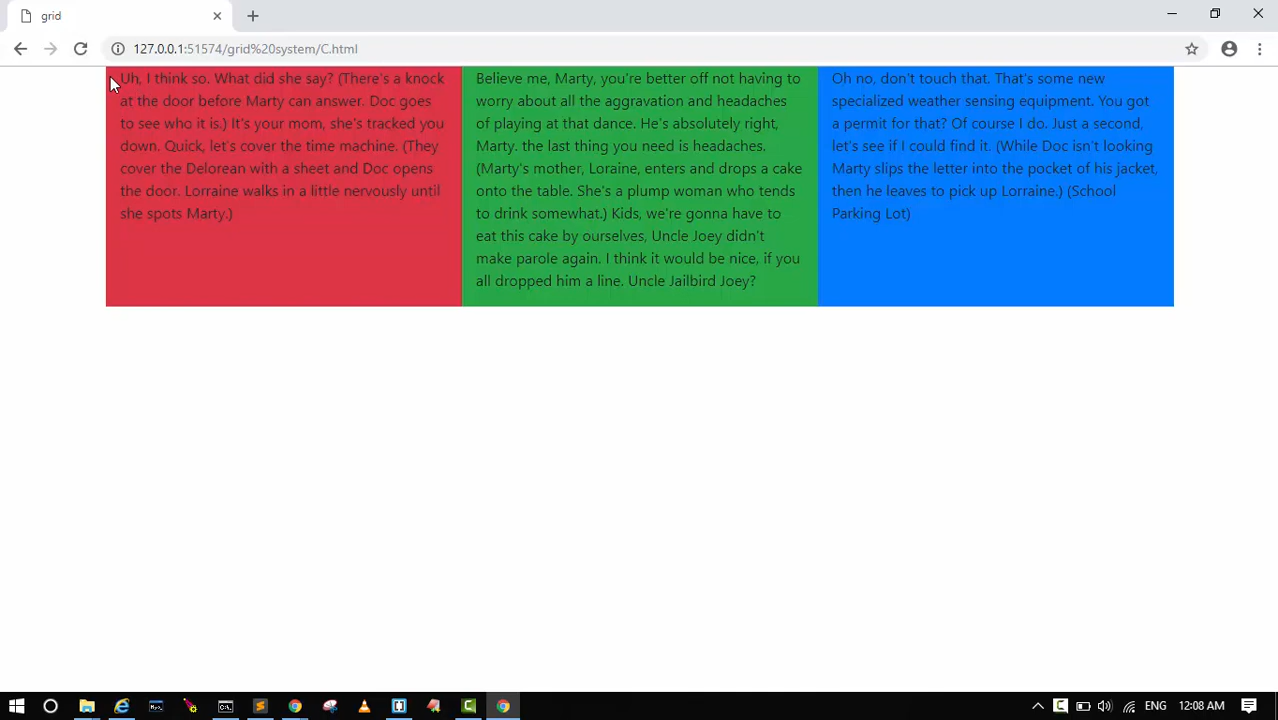 grid
127.0.0.1:51574/grid%20system/C.html
Uh, I think so. What did she say? (There's a knock
at the door before Marty can answer. Doc goes
to see who it is.) It's your mom, she's tracked you
down. Quick, let's cover the time machine. (They
cover the Delorean with a sheet and Doc opens
the door. Lorraine walks in a little nervously until
she spots Marty.)
Believe me, Marty, you're better off not having to
worry about all the aggravation and headaches
of playing at that dance. He's absolutely right,
Marty. the last thing you need is headaches.
(Marty's mother, Loraine, enters and drops a cake
onto the table. She's a plump woman who tends
to drink somewhat.) Kids, we're gonna have to
eat this cake by ourselves, Uncle Joey didn't
make parole again. I think it would be nice, if you
all dropped him a line. Uncle Jailbird Joey?
Oh no, don't touch that. That's some new
specialized weather sensing equipment. You got
a permit for that? Of course I do. Just a second,
let's see if I could find it. (While Doc isn't looking
Marty slips the letter into the pocket of his jacket,
then he leaves to pick up Lorraine.) (School
Parking Lot)
ENG
12:08 AM